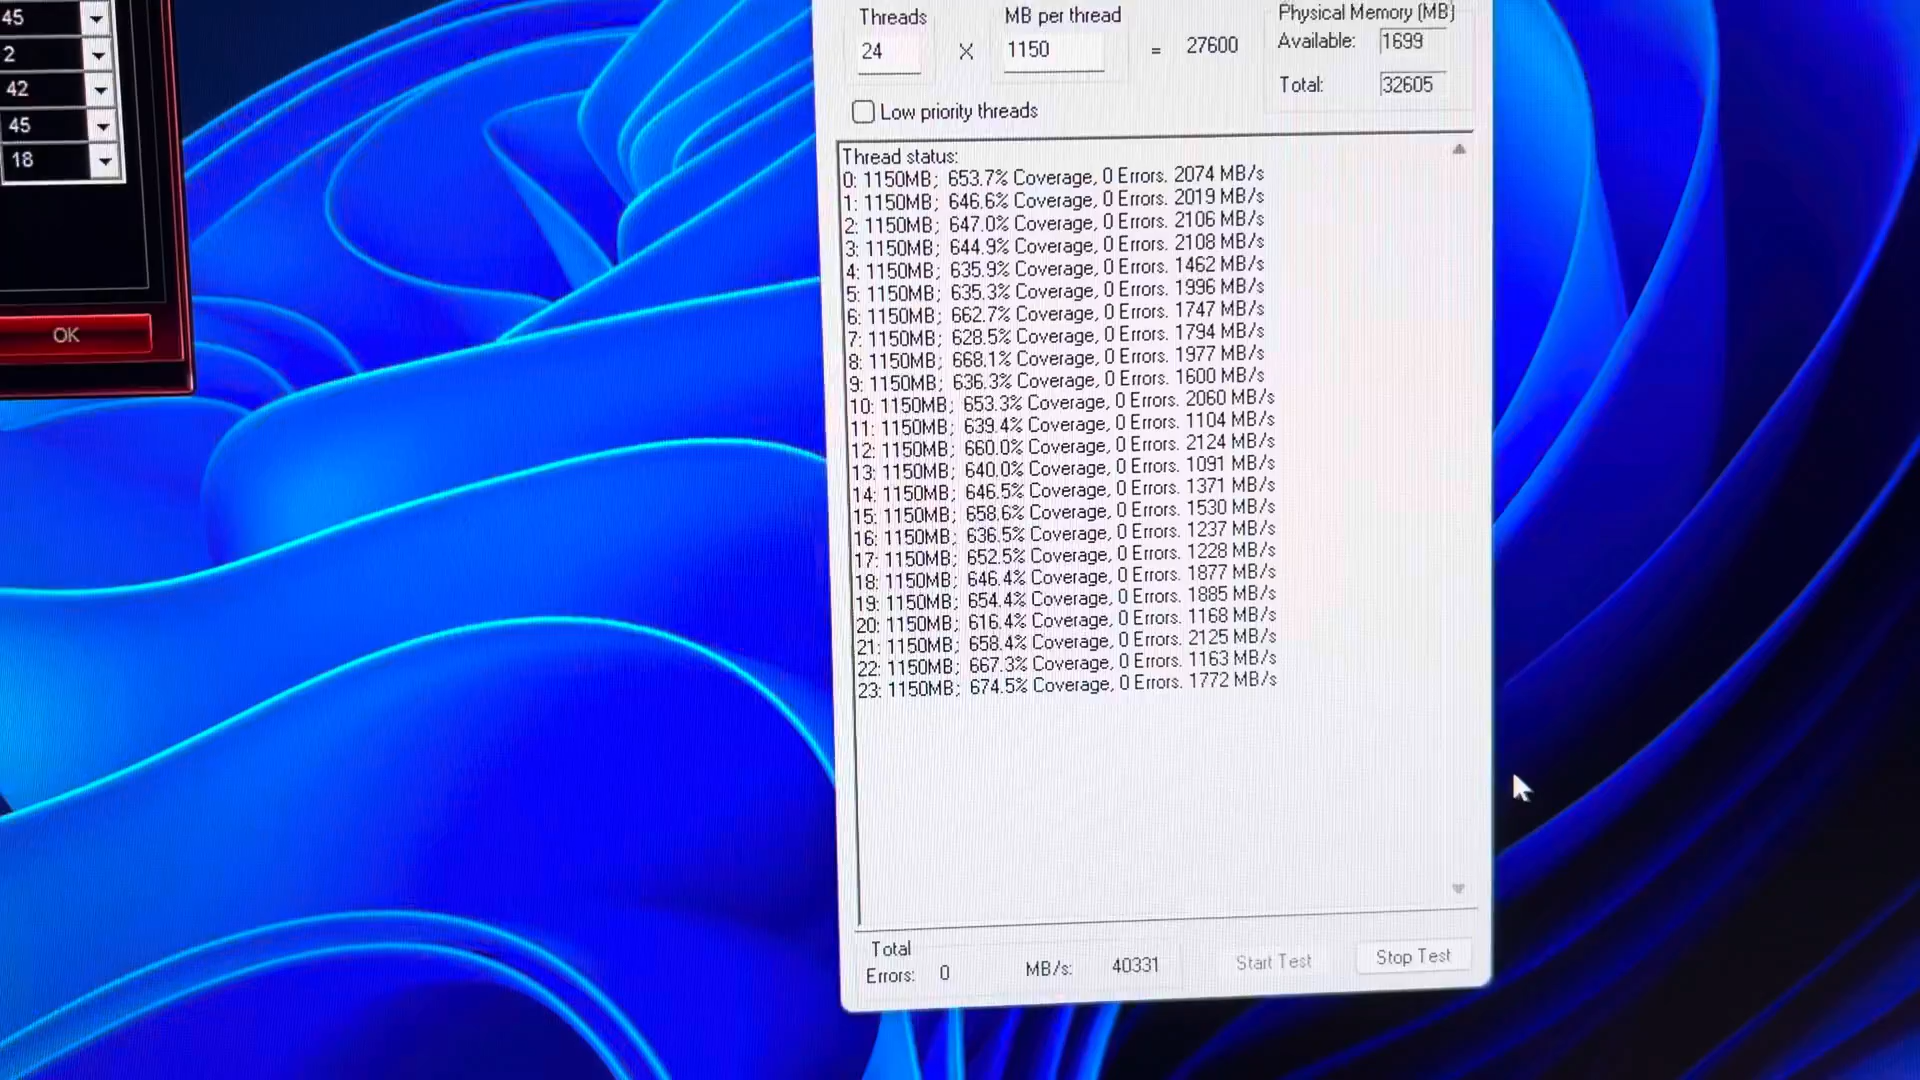 45
2
42
45
18
OK
Threads
MB per thread
Physical Memory (MB)
24 X 1150 = 27600
Available: 1699
Total: 32605
Low priority threads
Thread status:
0: 1150MB; 653.7% Coverage, 0 Errors. 2074 MB/s
1: 1150MB; 646.6% Coverage, 0 Errors. 2019 MB/s
2: 1150MB; 647.0% Coverage, 0 Errors. 2106 MB/s
3: 1150MB; 644.9% Coverage, 0 Errors. 2108 MB/s
4: 1150MB; 635.9% Coverage, 0 Errors. 1462 MB/s
5: 1150MB; 635.3% Coverage, 0 Errors. 1996 MB/s
6: 1150MB; 662.7% Coverage, 0 Errors. 1747 MB/s
7: 1150MB; 628.5% Coverage, 0 Errors. 1794 MB/s
8: 1150MB; 668.1% Coverage, 0 Errors. 1977 MB/s
9: 1150MB; 636.3% Coverage, 0 Errors. 1600 MB/s
10: 1150MB; 653.3% Coverage, 0 Errors. 2060 MB/s
11: 1150MB; 639.4% Coverage, 0 Errors. 1104 MB/s
12: 1150MB; 660.0% Coverage, 0 Errors. 2124 MB/s
13: 1150MB; 640.0% Coverage, 0 Errors. 1091 MB/s
14: 1150MB; 646.5% Coverage, 0 Errors. 1371 MB/s
15: 1150MB; 658.6% Coverage, 0 Errors. 1530 MB/s
16: 1150MB; 636.5% Coverage, 0 Errors. 1237 MB/s
17: 1150MB; 652.5% Coverage, 0 Errors. 1228 MB/s
18: 1150MB; 646.4% Coverage, 0 Errors. 1877 MB/s
19: 1150MB; 654.4% Coverage, 0 Errors. 1885 MB/s
20: 1150MB; 616.4% Coverage, 0 Errors. 1168 MB/s
21: 1150MB; 658.4% Coverage, 0 Errors. 2125 MB/s
22: 1150MB; 667.3% Coverage, 0 Errors. 1163 MB/s
23: 1150MB; 674.5% Coverage, 0 Errors. 1772 MB/s
Total
Errors: 0 MB/s: 40331 Start Test Stop Test